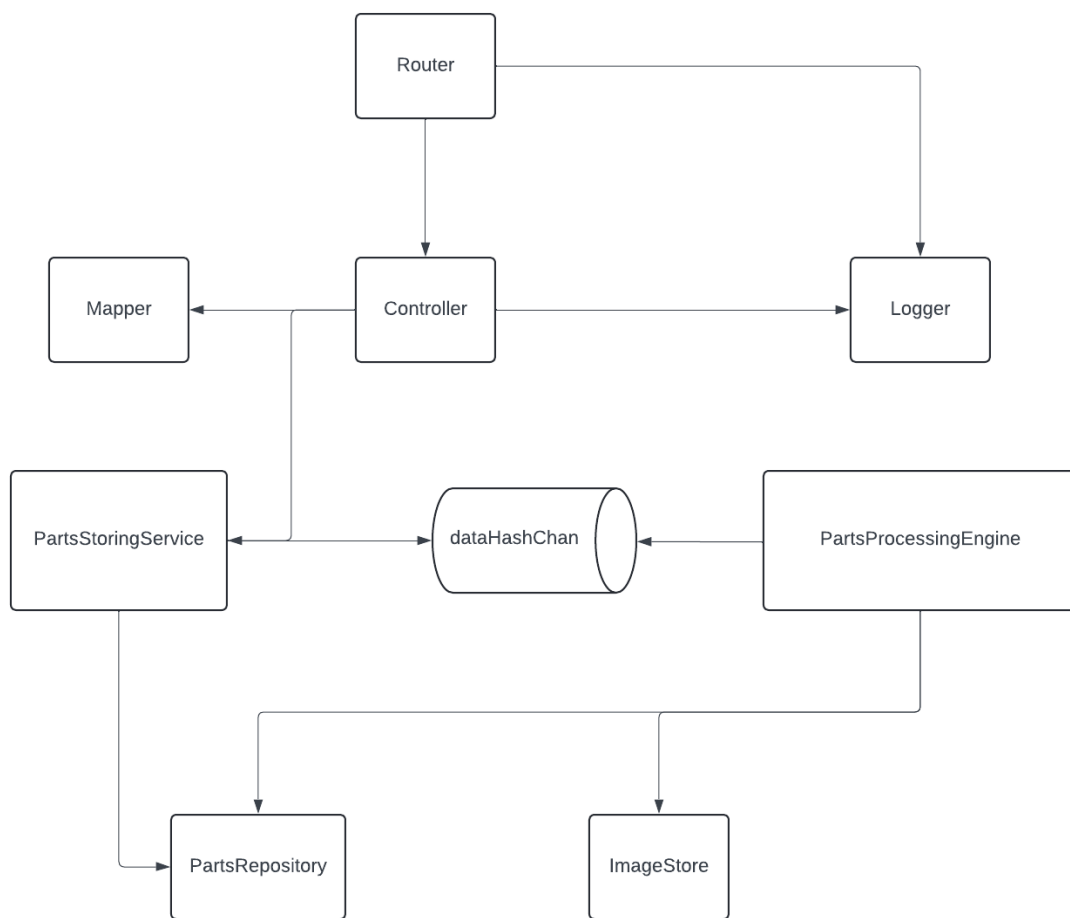 Router
Mapper
Controller
Logger
PartsStoringService
dataHashChan
PartsProcessingEngine
PartsRepository
ImageStore